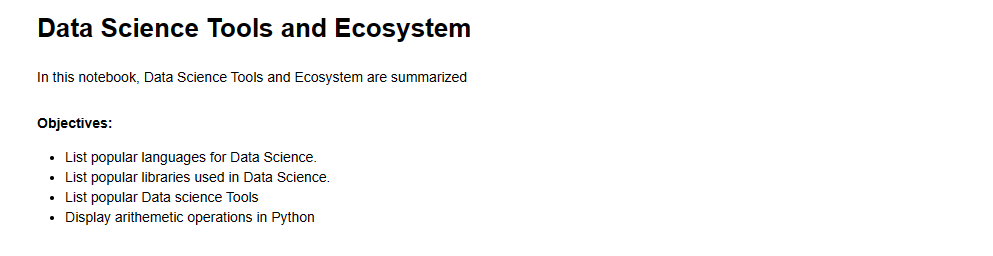 Data Science Tools and Ecosystem
In this notebook, Data Science Tools and Ecosystem are summarized
Objectives:
• List popular languages for Data Science.
• List popular libraries used in Data Science.
• List popular Data science Tools
• Display arithemetic operations in Python